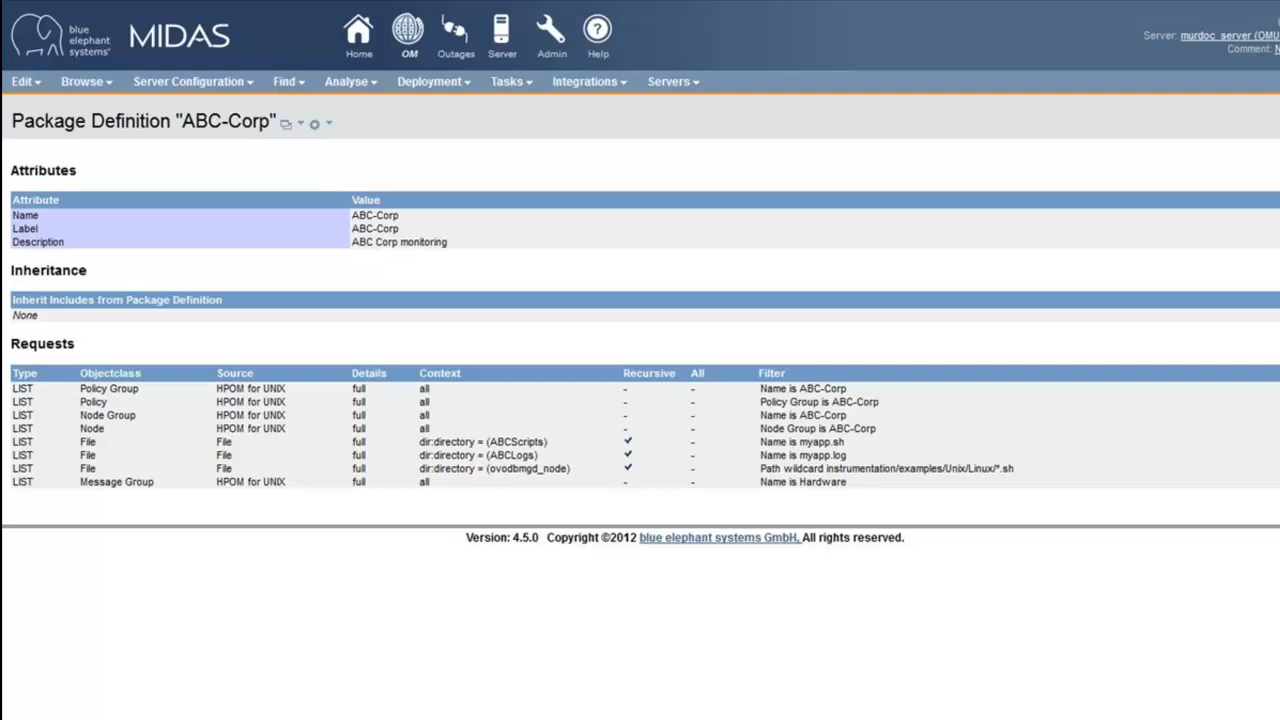 blue
elephant
systems
MIDAS
Home
OM
Outages
Server
Admin
Help
Server: murdoc_server (OMU
Comment: N
Edit Browse Server Configuration Find Analyse Deployment Tasks Integrations Servers
Package Definition "ABC-Corp"
Attributes
Attribute Value
Name ABC-Corp
Label ABC-Corp
Description ABC Corp monitoring
Inheritance
Inherit Includes from Package Definition
None
Requests
Type Objectclass Source Details Context Recursive All Filter
LIST Policy Group HPOM for UNIX full all - - Name is ABC-Corp
LIST Policy HPOM for UNIX full all - - Policy Group is ABC-Corp
LIST Node Group HPOM for UNIX full all - - Name is ABC-Corp
LIST Node HPOM for UNIX full all - - Node Group is ABC-Corp
LIST File File full dir:directory = (ABCScripts) ✔ - Name is myapp.sh
LIST File File full dir:directory = (ABCLogs) ✔ - Name is myapp.log
LIST File File full dir:directory = (ovodbmgd_node) ✔ - Path wildcard instrumentation/examples/Unix/Linux/*.sh
LIST Message Group HPOM for UNIX full all - - Name is Hardware
Version: 4.5.0 Copyright ©2012 blue elephant systems GmbH. All rights reserved.